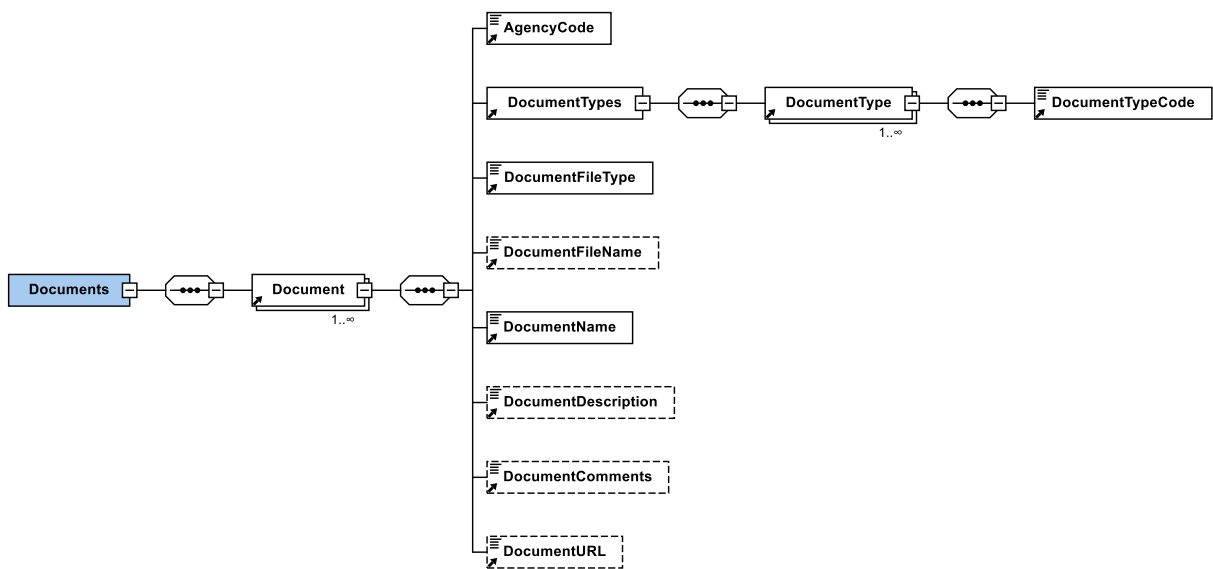 AgencyCode
DocumentTypes
DocumentType
1..∞
DocumentTypeCode
DocumentFileType
DocumentFileName
Documents
Document
1..∞
DocumentName
DocumentDescription
DocumentComments
DocumentURL